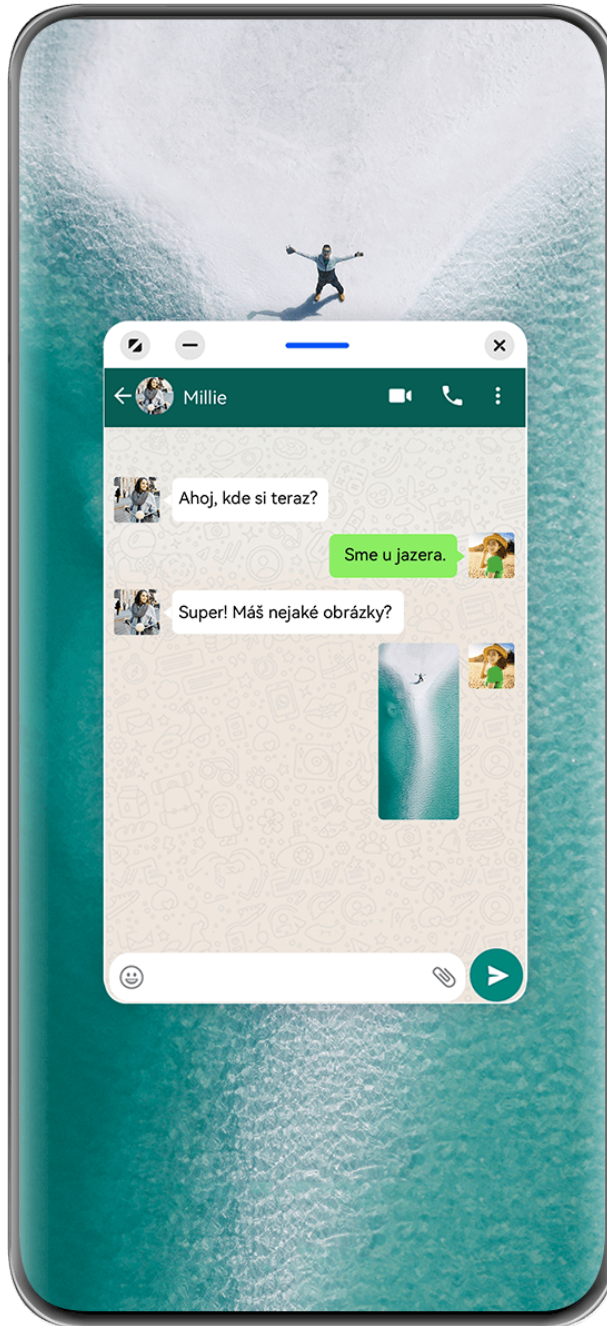 Millie
Ahoj, kde si teraz?
Sme u jazera.
Super! Máš nejaké obrázky?